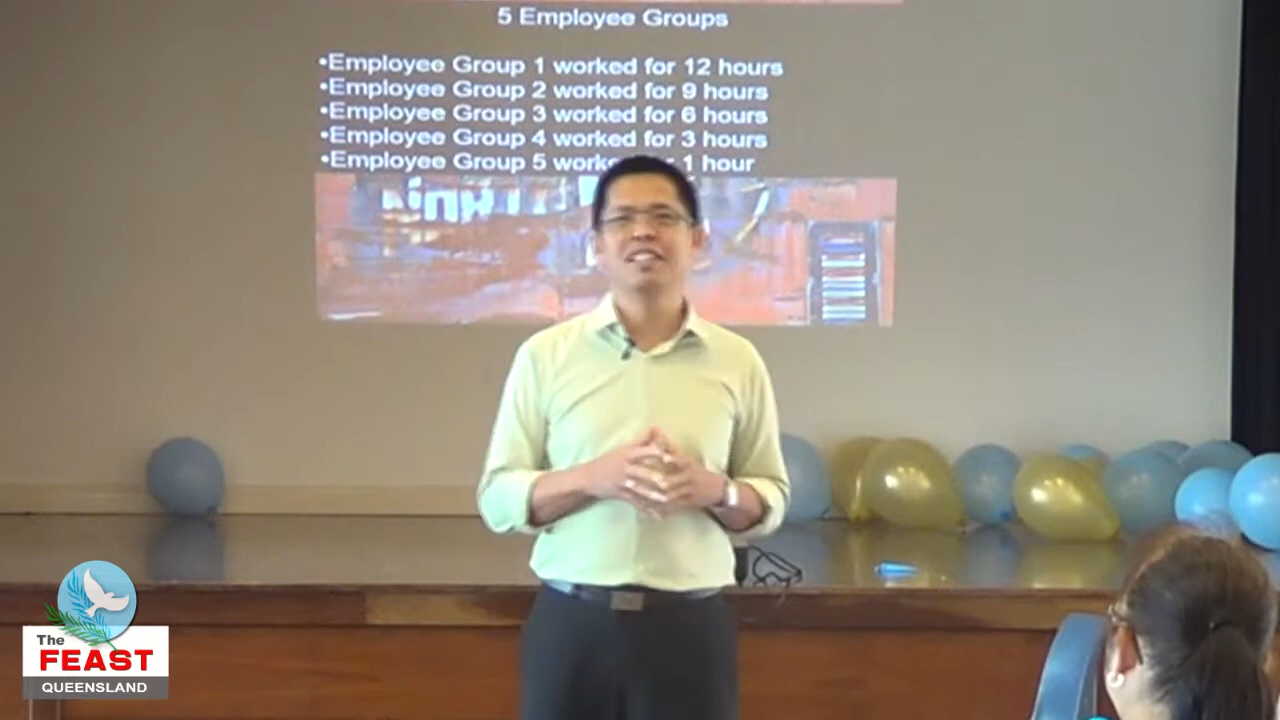 5 Employee Groups
•Employee Group 1 worked for 12 hours
•Employee Group 2 worked for 9 hours
•Employee Group 3 worked for 6 hours
•Employee Group 4 worked for 3 hours
•Employee Group 5 1 hour
The
FEAST
QUEENSLAND